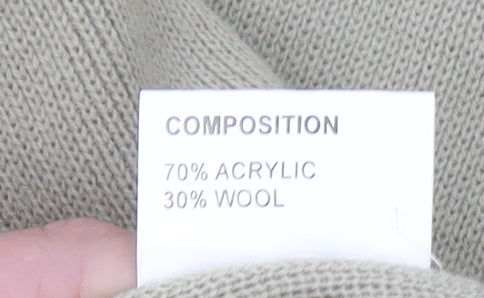 COMPOSITION
70% ACRYLIC
30% WOOL